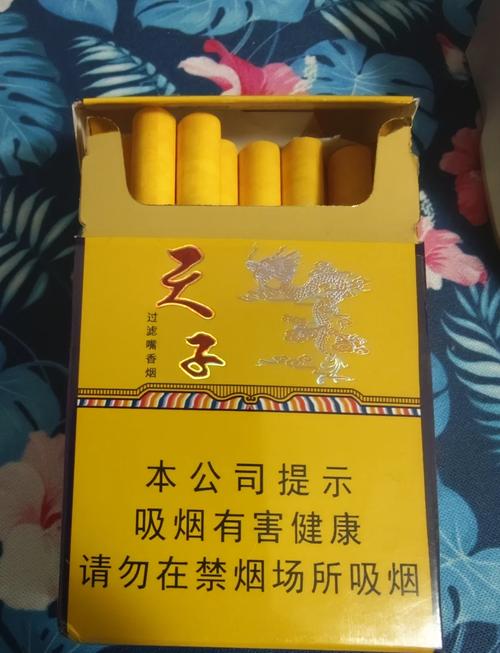 天子
过滤嘴香烟
本公司提示
吸烟有害健康
请勿在禁烟场所吸烟